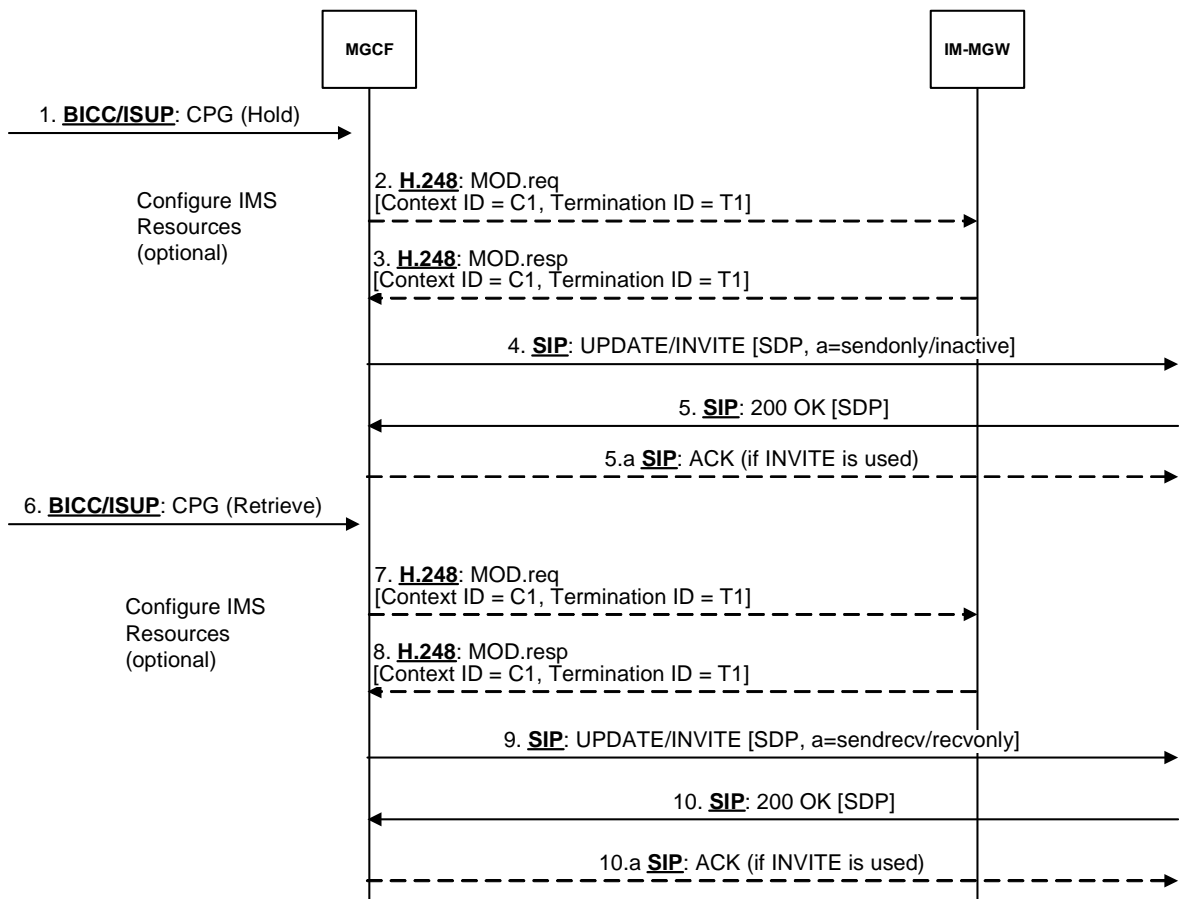 MGCF
IM-MGW
1. BICC/ISUP: CPG (Hold)
2. H.248: MOD.req
[Context ID = C1, Termination ID = T1]
Configure IMS
Resources
(optional)
3. H.248: MOD.resp
[Context ID = C1, Termination ID = T1]
4. SIP: UPDATE/INVITE [SDP, a=sendonly/inactive]
5. SIP: 200 OK [SDP]
5.a SIP: ACK (if INVITE is used)
6. BICC/ISUP: CPG (Retrieve)
7. H.248: MOD.req
[Context ID = C1, Termination ID = T1]
Configure IMS
Resources
(optional)
8. H.248: MOD.resp
[Context ID = C1, Termination ID = T1]
9. SIP: UPDATE/INVITE [SDP, a=sendrecv/recvonly]
10. SIP: 200 OK [SDP]
10.a SIP: ACK (if INVITE is used)